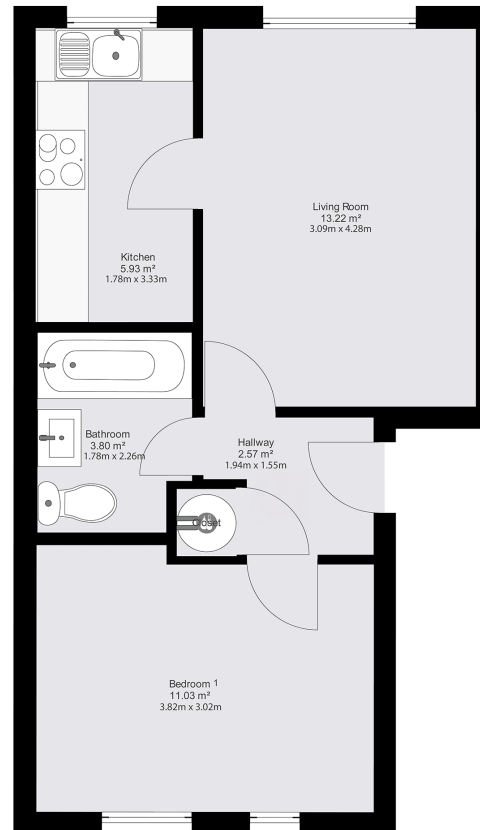 Living Room
13.22 m²
3.09m x 4.28m
Kitchen
5.93 m²
1.78m x 3.33m
Bathroom
3.80 m²
1.78m x 2.26m
Hallway
2.57 m²
1.94m x 1.55m
Closet
Bedroom 1
11.03 m²
3.82m x 3.02m